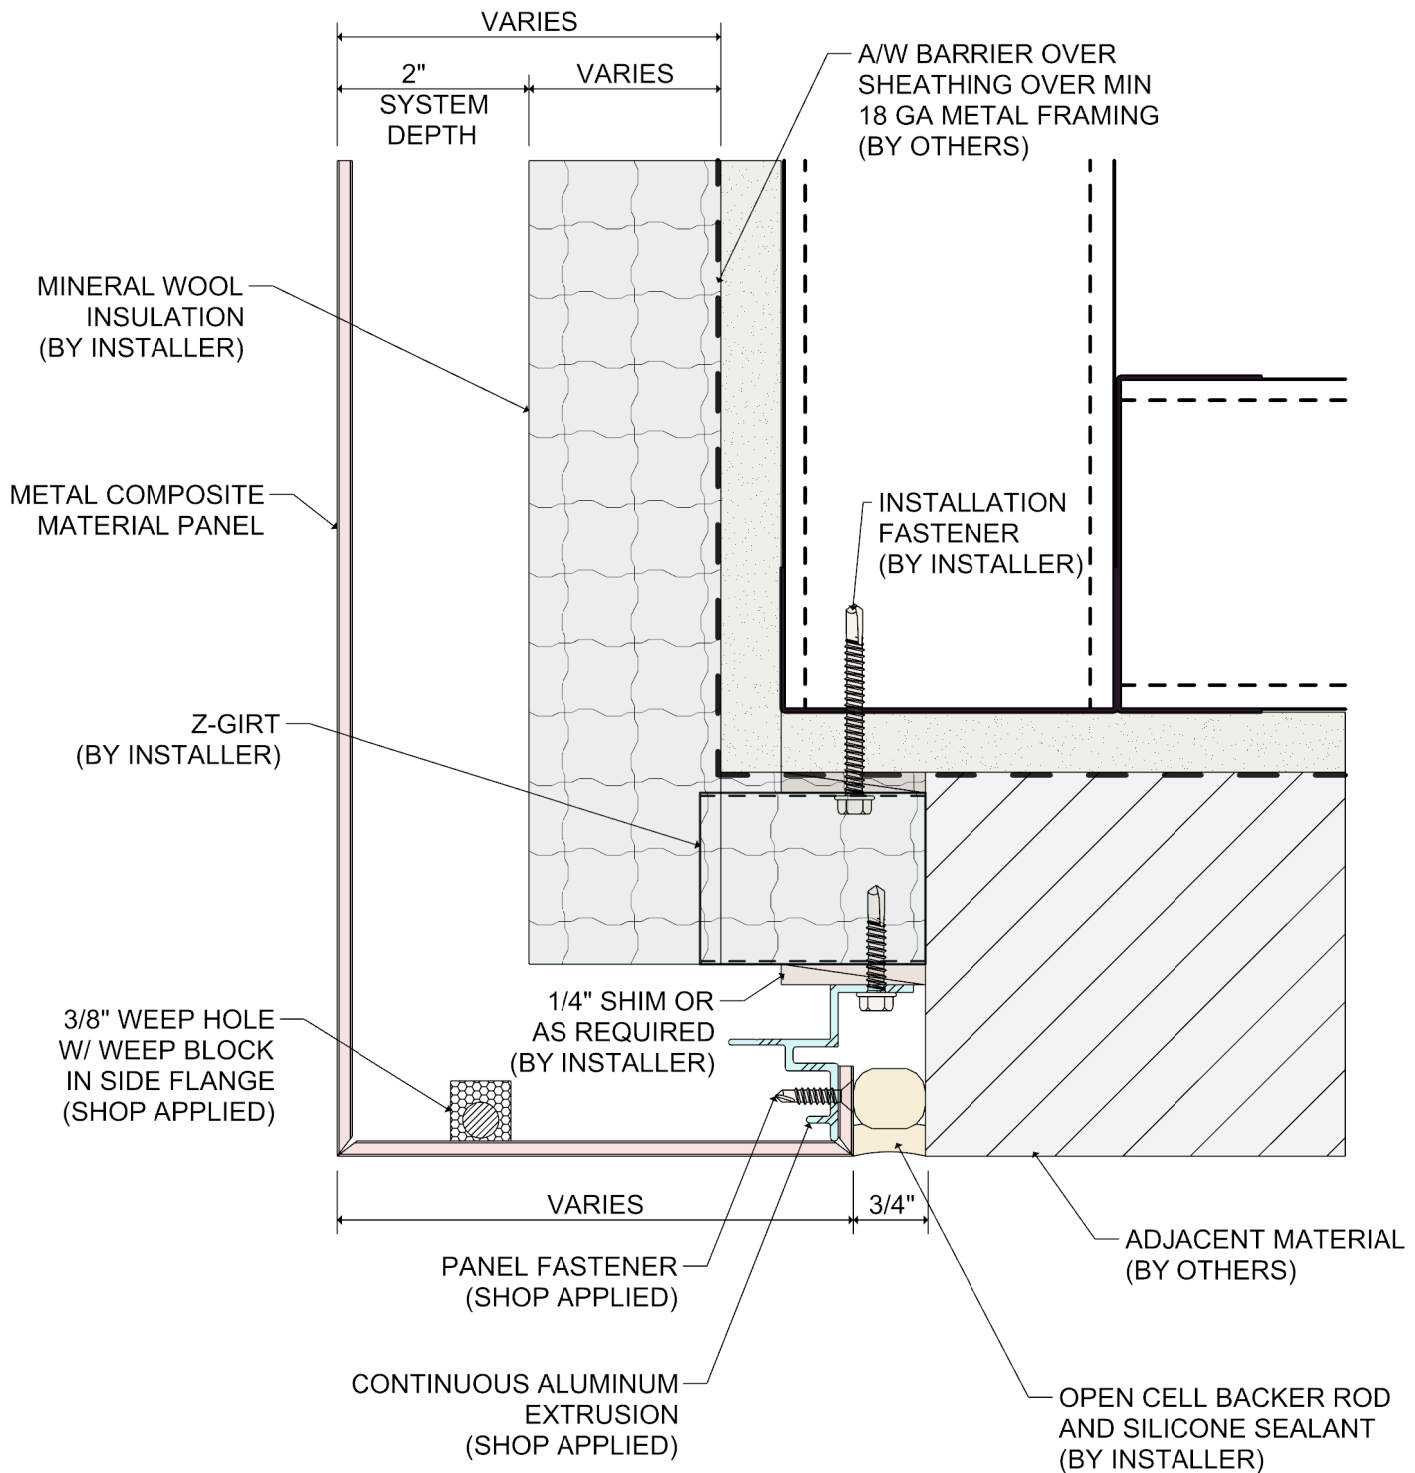 VARIES
2"
SYSTEM
DEPTH
VARIES
A/W BARRIER OVER
SHEATHING OVER MIN
18 GA METAL FRAMING
(BY OTHERS)
MINERAL WOOL
INSULATION
(BY INSTALLER)
METAL COMPOSITE
MATERIAL PANEL
INSTALLATION
FASTENER
(BY INSTALLER)
Z-GIRT
(BY INSTALLER)
1/4" SHIM OR
AS REQUIRED
(BY INSTALLER)
3/8" WEEP HOLE
W/ WEEP BLOCK
IN SIDE FLANGE
(SHOP APPLIED)
VARIES
3/4"
PANEL FASTENER
(SHOP APPLIED)
ADJACENT MATERIAL
(BY OTHERS)
CONTINUOUS ALUMINUM
EXTRUSION
(SHOP APPLIED)
OPEN CELL BACKER ROD
AND SILICONE SEALANT
(BY INSTALLER)